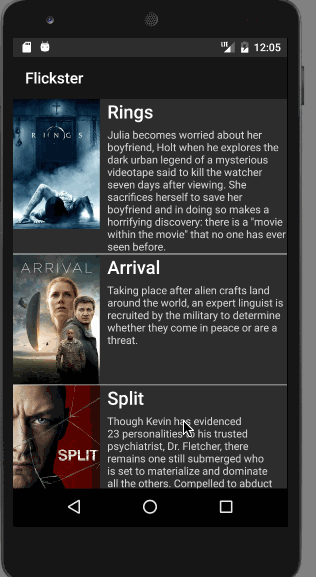 LTE 12:05
Flickster
RINGS
Rings
Julia becomes worried about her
boyfriend, Holt when he explores the
dark urban legend of a mysterious
videotape said to kill the watcher
seven days after viewing. She
sacrifices herself to save her
boyfriend and in doing so makes a
horrifying discovery: there is a "movie
within the movie" that no one has ever
seen before.
ARRIVAL
Arrival
Taking place after alien crafts land
around the world, an expert linguist is
recruited by the military to determine
whether they come in peace or are a
threat.
SPLIT
Split
Though Kevin has evidenced
23 personalities to his trusted
psychiatrist, Dr. Fletcher, there
remains one still submerged who
is set to materialize and dominate
all the others. Compelled to abduct